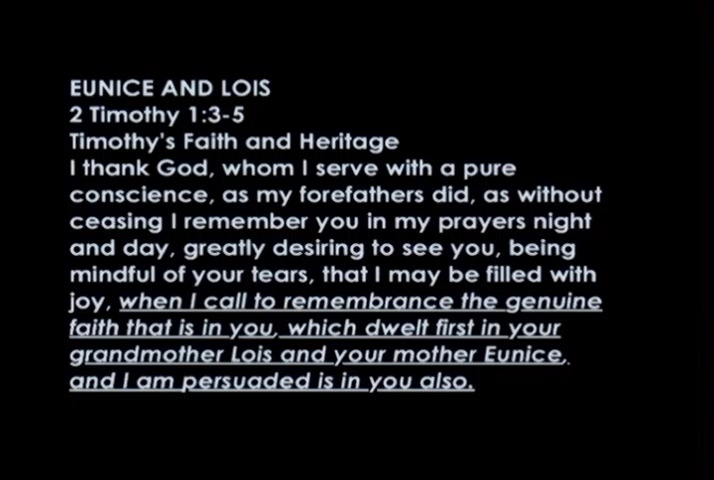 EUNICE AND LOIS
2 Timothy 1:3-5
Timothy's Faith and Heritage
I thank God, whom I serve with a pure
conscience, as my forefathers did, as without
ceasing I remember you in my prayers night
and day, greatly desiring to see you, being
mindful of your tears, that I may be filled with
joy, when I call to remembrance the genuine
faith that is in you, which dwelt first in your
grandmother Lois and your mother Eunice,
and I am persuaded is in you also.